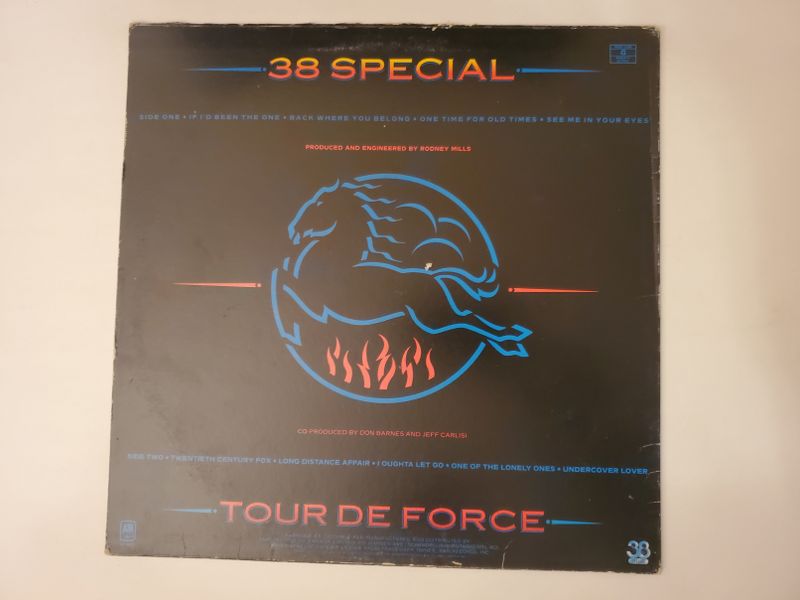 38 SPECIAL
SIDE ONE • IF I'D BEEN THE ONE • BACK WHERE YOU BELONG • ONE TIME FOR OLD TIMES • SEE ME IN YOUR EYES
PRODUCED AND ENGINEERED BY RODNEY MILLS
CO-PRODUCED BY DON BARNES AND JEFF CARLISI
SIDE TWO • TWENTIETH CENTURY FOX • LONG DISTANCE AFFAIR • I OUGHTA LET GO • ONE OF THE LONELY ONES • UNDERCOVER LOVER
TOUR DE FORCE
A&M
38